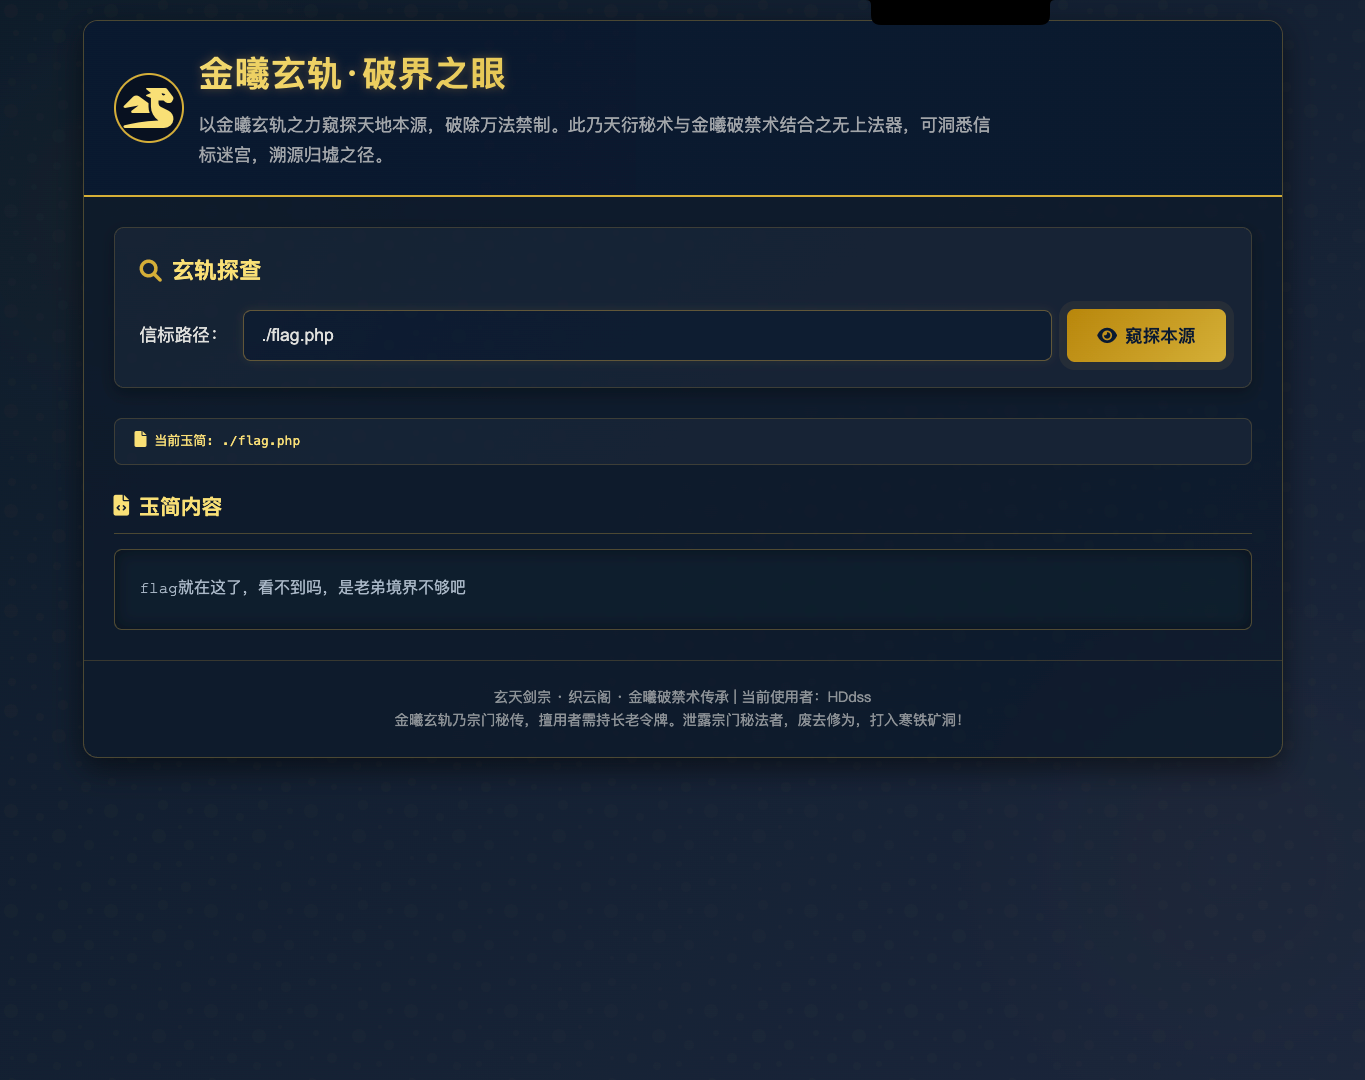 金曦玄轨·破界之眼
以金曦玄轨之力窥探天地本源，破除万法禁制。此乃天衍秘术与金曦破禁术结合之无上法器，可洞悉信
标迷宫，溯源归墟之径。
玄轨探查
信标路径：
./flag.php
窥探本源
当前玉简: ./flag.php
玉简内容
flag就在这了，看不到吗，是老弟境界不够吧
玄天剑宗 · 织云阁 · 金曦破禁术传承 | 当前使用者：HDdss
金曦玄轨乃宗门秘传，擅用者需持长老令牌。泄露宗门秘法者，废去修为，打入寒铁矿洞！